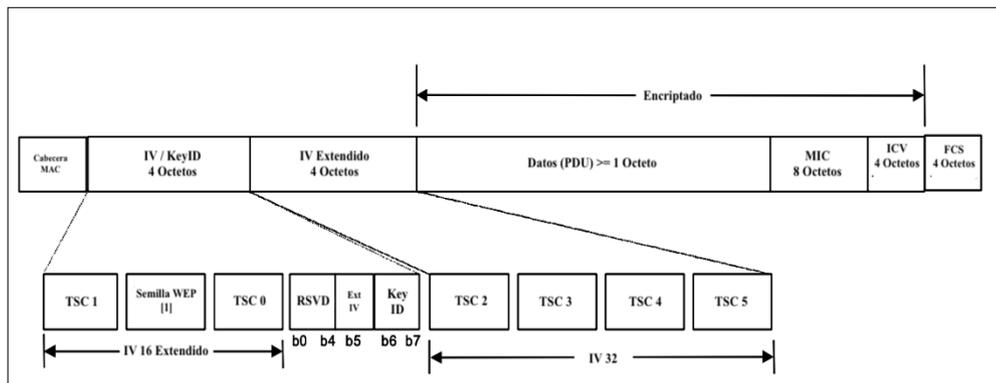 Encriptado
Cabecera
MAC
IV / KeyID
4 Octetos
IV Extendido
4 Octetos
Datos (PDU) >= 1 Octeto
MIC
8 Octetos
ICV
4 Octetos
FCS
4 Octetos
TSC 1
Semilla WEP
[1]
TSC 0
RSVD
Ext
IV
Key
ID
TSC 2
TSC 3
TSC 4
TSC 5
b0 b4 b5 b6 b7
IV 16 Extendido
IV 32